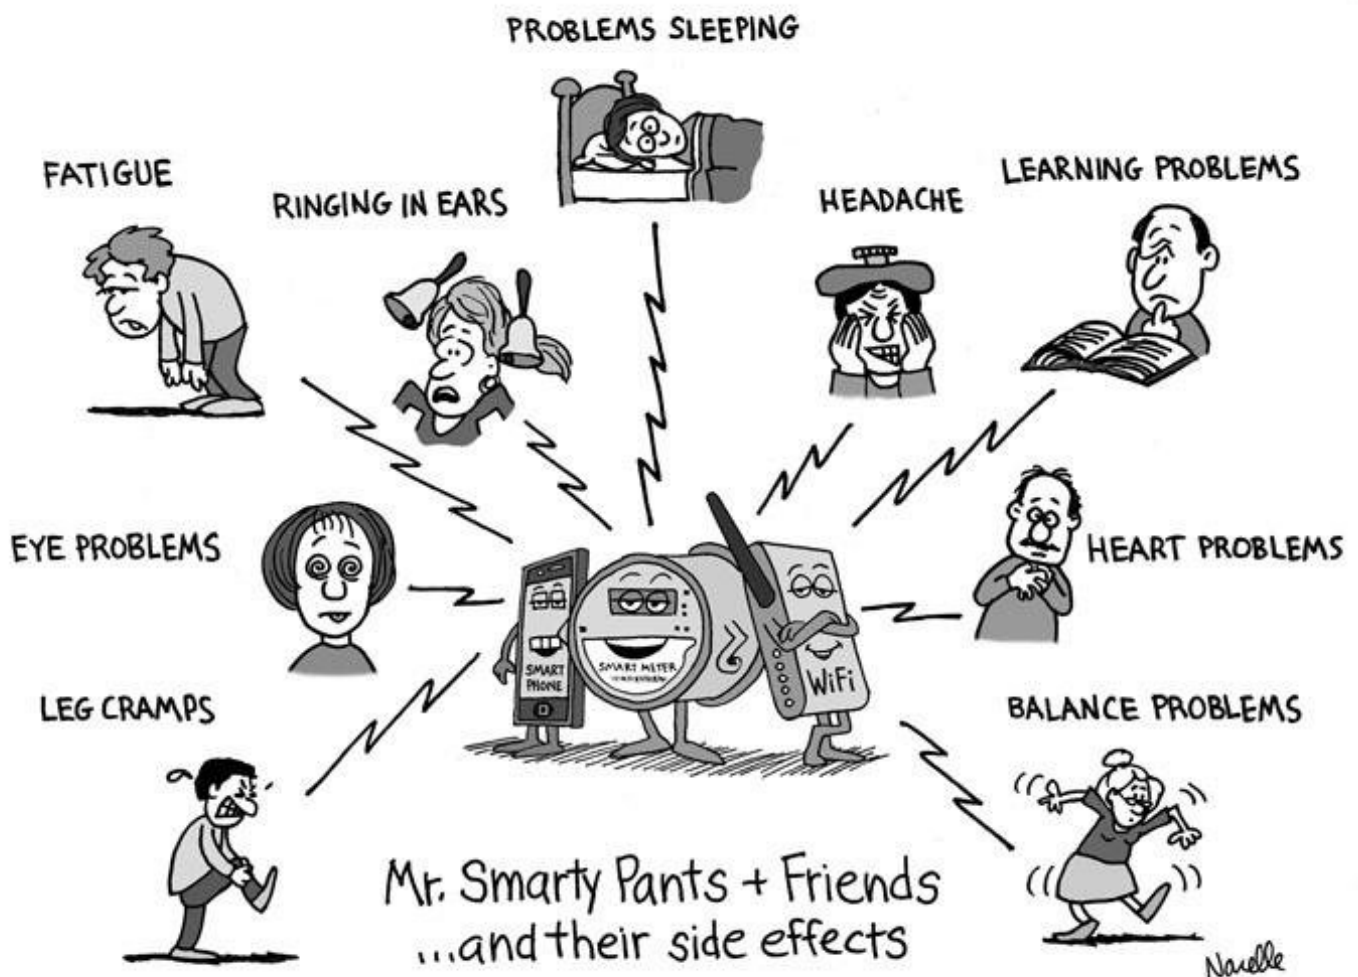 PROBLEMS SLEEPING
FATIGUE
RINGING IN EARS
HEADACHE
LEARNING PROBLEMS
EYE PROBLEMS
HEART PROBLEMS
SMART
PHONE
SMART METER
WiFi
LEG CRAMPS
BALANCE PROBLEMS
Mr. Smarty Pants + Friends
...and their side effects
Narelle